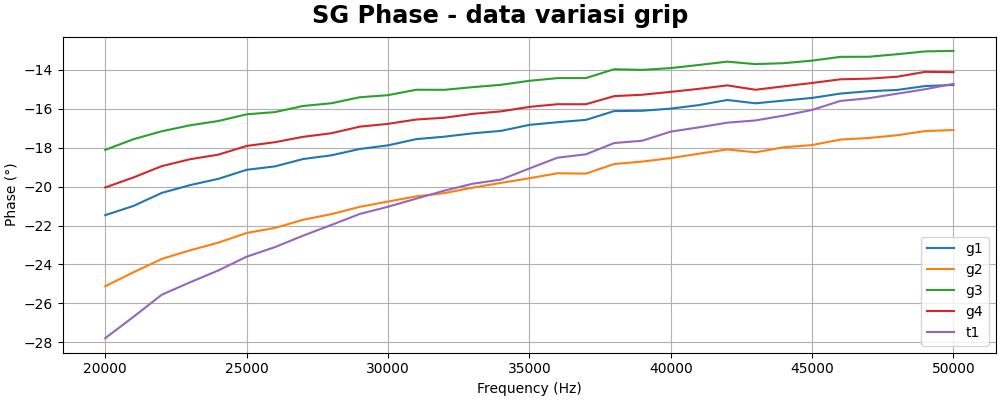 SG Phase - data variasi grip
Phase (°)
−14
−16
−18
−20
−22
−24
−26
−28
20000
25000
30000
35000
40000
45000
50000
Frequency (Hz)
g1
g2
g3
g4
t1